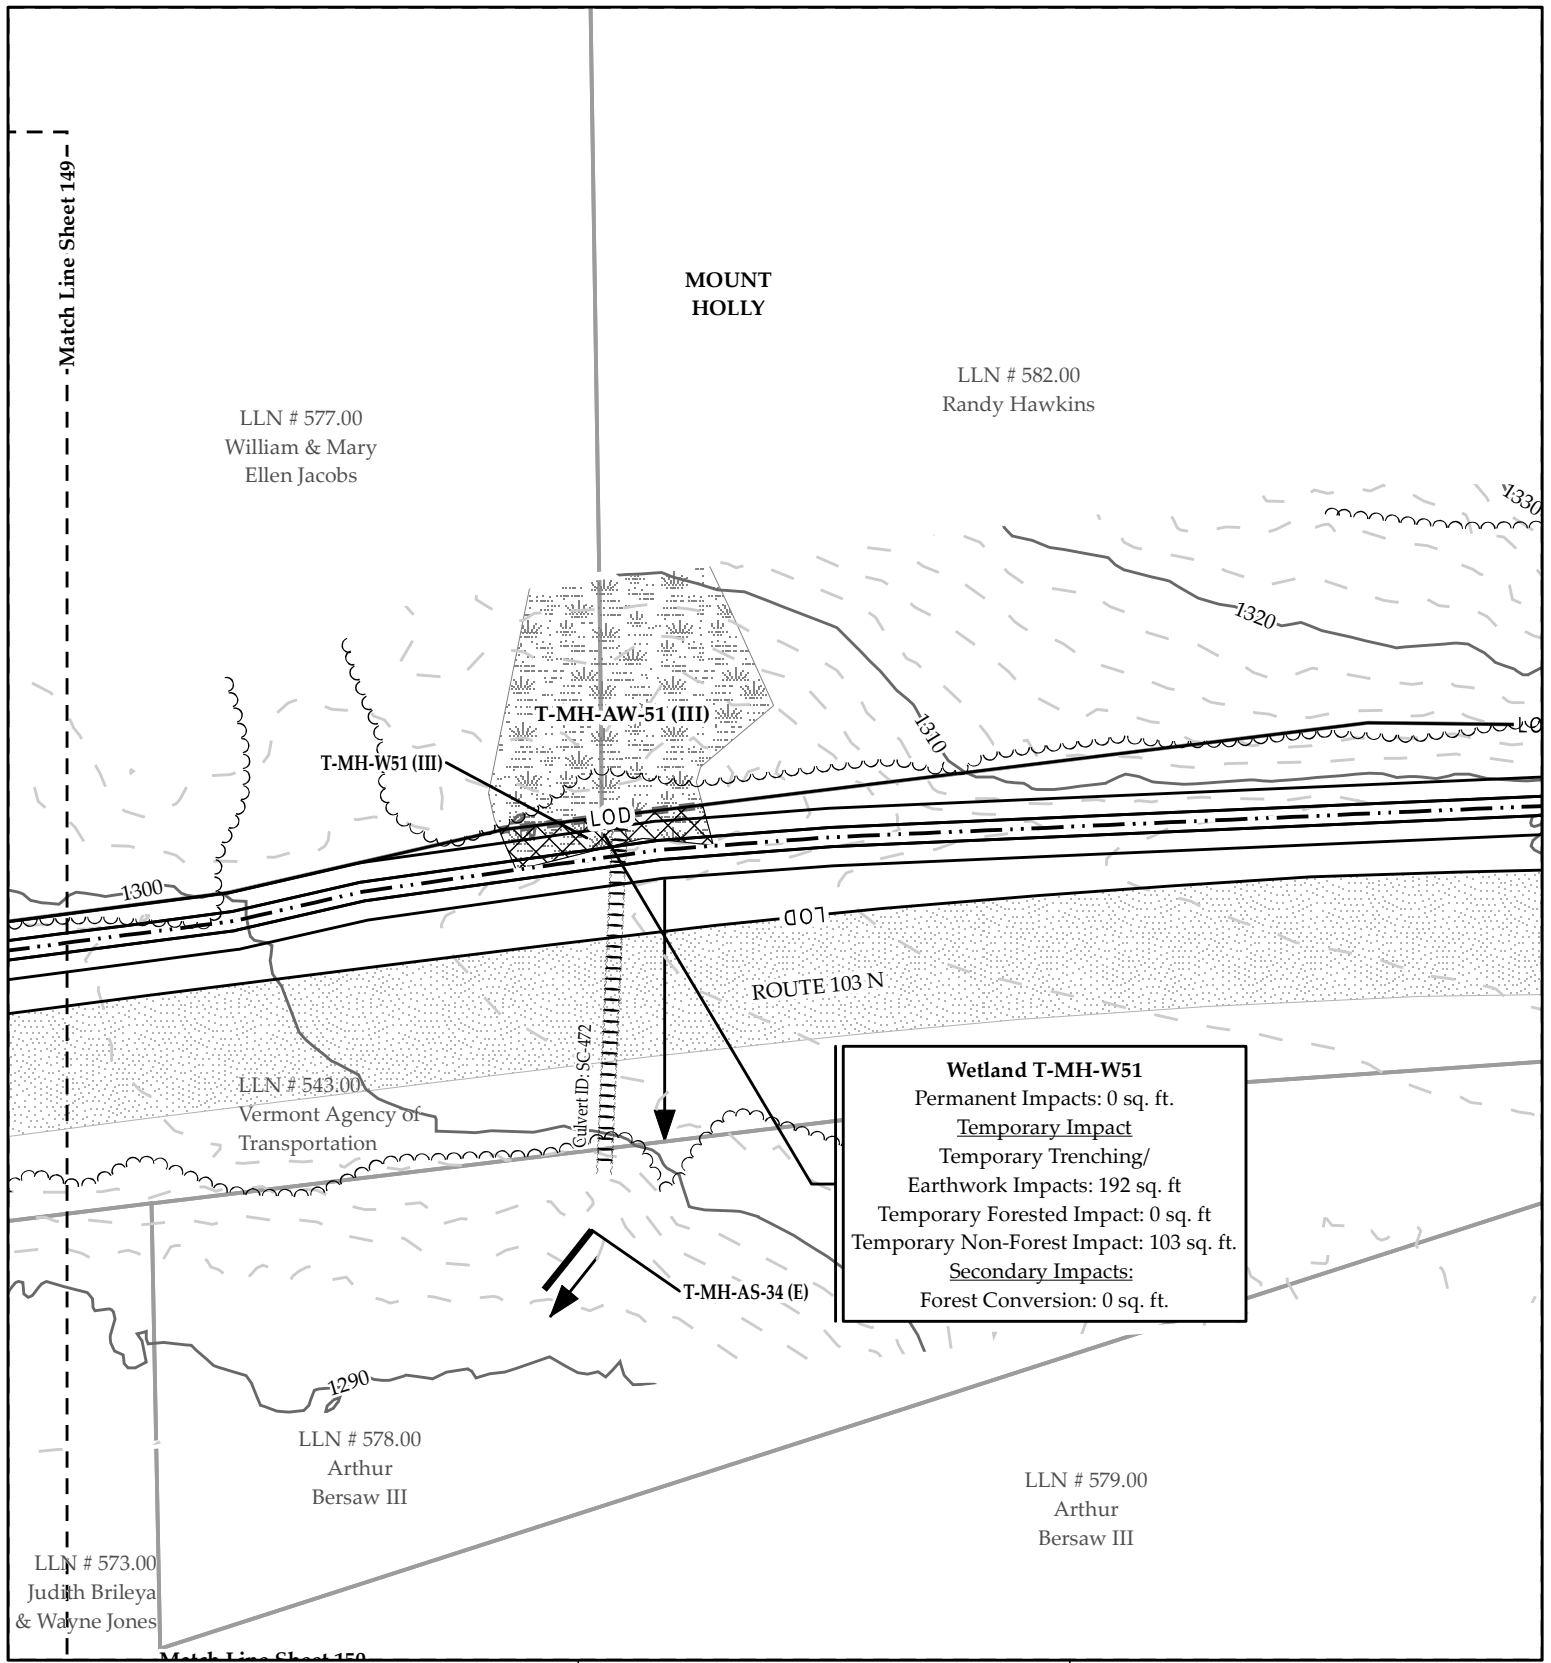 Match Line Sheet 149
MOUNT
HOLLY
LLN # 582.00
Randy Hawkins
LLN # 577.00
William & Mary
Ellen Jacobs
1330
1320
1310
T-MH-AW-51 (III)
T-MH-W51 (III)
LO
LOD
1300
LOD
ROUTE 103 N
Culvert ID: SC-472
LLN # 543.00
Vermont Agency of
Transportation
Wetland T-MH-W51
Permanent Impacts: 0 sq. ft.
Temporary Impact
Temporary Trenching/
Earthwork Impacts: 192 sq. ft
Temporary Forested Impact: 0 sq. ft
Temporary Non-Forest Impact: 103 sq. ft.
Secondary Impacts:
Forest Conversion: 0 sq. ft.
T-MH-AS-34 (E)
1290
LLN # 578.00
Arthur
Bersaw III
LLN # 579.00
Arthur
Bersaw III
LLN # 573.00
Judith Brileya
& Wayne Jones
Match Line Sheet 150